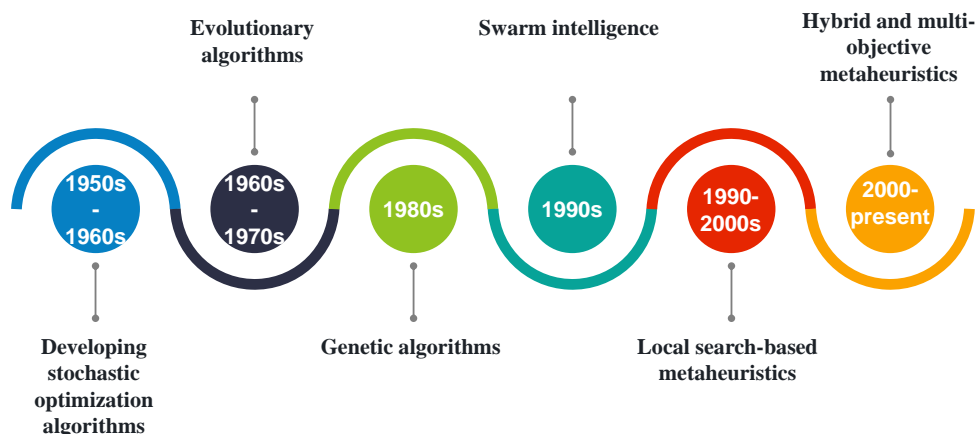 Evolutionary
algorithms
Swarm intelligence
Hybrid and multi-
objective
metaheuristics
1950s
-
1960s
1960s
-
1970s
1980s
1990s
1990-
2000s
2000-
present
Developing
stochastic
optimization
algorithms
Genetic algorithms
Local search-based
metaheuristics